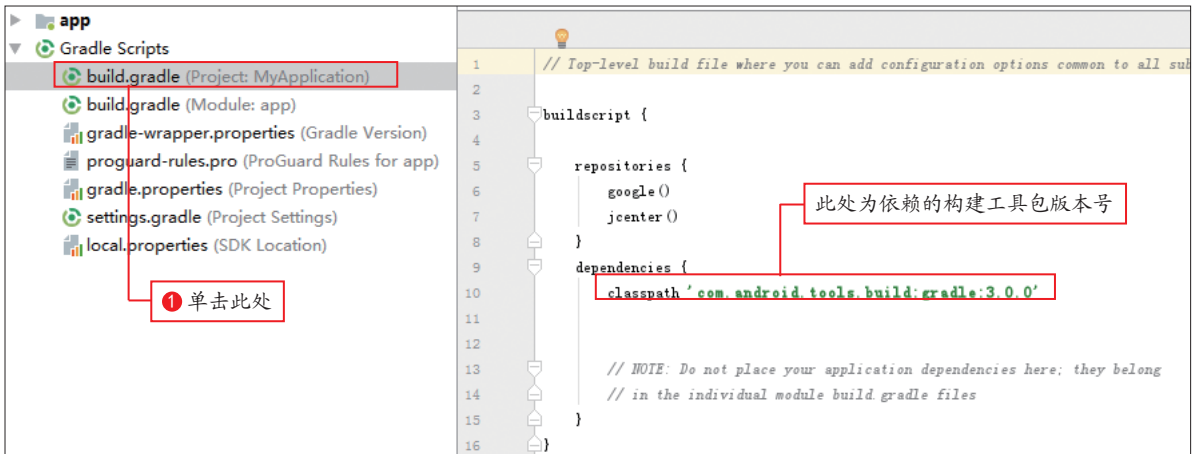 app
Gradle Scripts
build.gradle (Project: MyApplication)
build.gradle (Module: app)
gradle-wrapper.properties (Gradle Version)
proguard-rules.pro (ProGuard Rules for app)
gradle.properties (Project Properties)
settings.gradle (Project Settings)
local.properties (SDK Location)
❶ 单击此处
1 // Top-level build file where you can add configuration options common to all sub
2
3 buildscript {
4
5 repositories {
6 google()
7 jcenter()
8 }
9 dependencies {
10 classpath 'com.android.tools.build:gradle:3.0.0'
11
12
13 // NOTE: Do not place your application dependencies here; they belong
14 // in the individual module build.gradle files
15 }
16 }
此处为依赖的构建工具包版本号